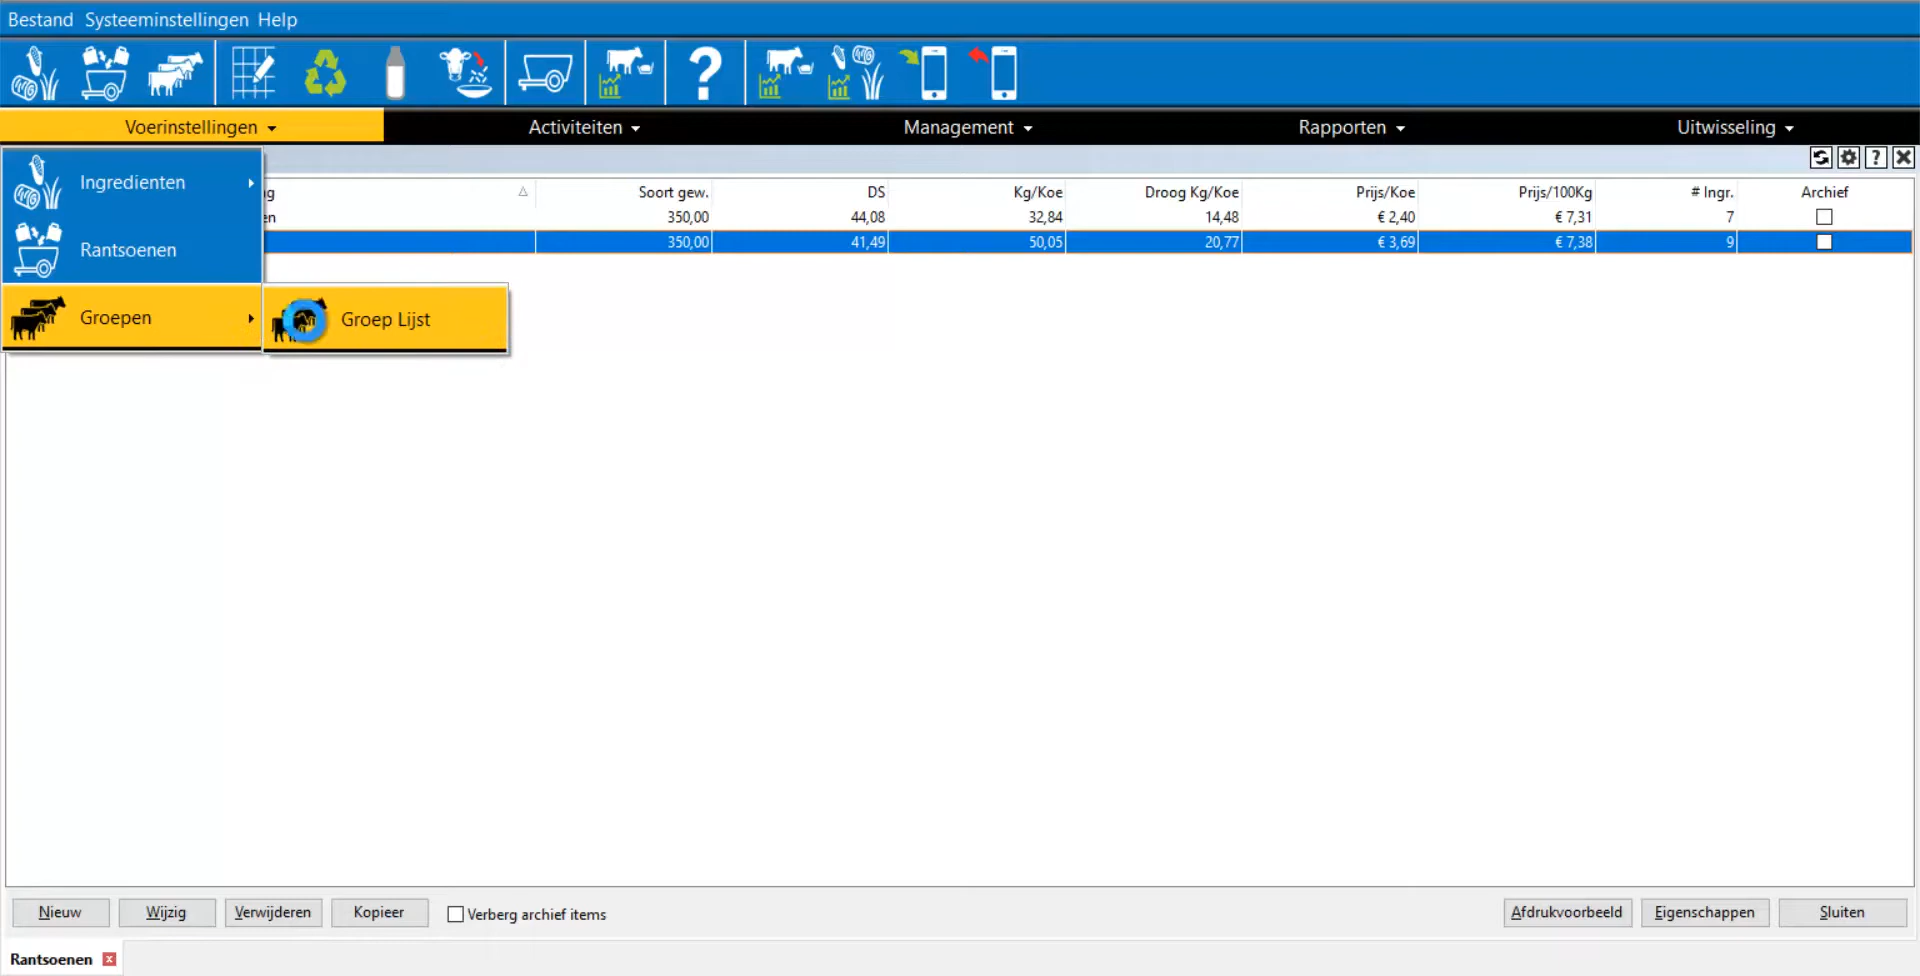 Bestand Systeeminstellingen Help
Voerinstellingen Activiteiten Management Rapporten Uitwisseling
Ingredienten
Rantsoenen
Groepen
Groep Lijst
g Soort gew. DS Kg/Koe Droog Kg/Koe Prijs/Koe Prijs/100Kg # Ingr. Archief
en 350,00 44,08 32,84 14,48 € 2,40 € 7,31 7
350,00 41,49 50,05 20,77 € 3,69 € 7,38 9
Nieuw Wijzig Verwijderen Kopieer Verberg archief items Afdrukvoorbeeld Eigenschappen Sluiten
Rantsoenen